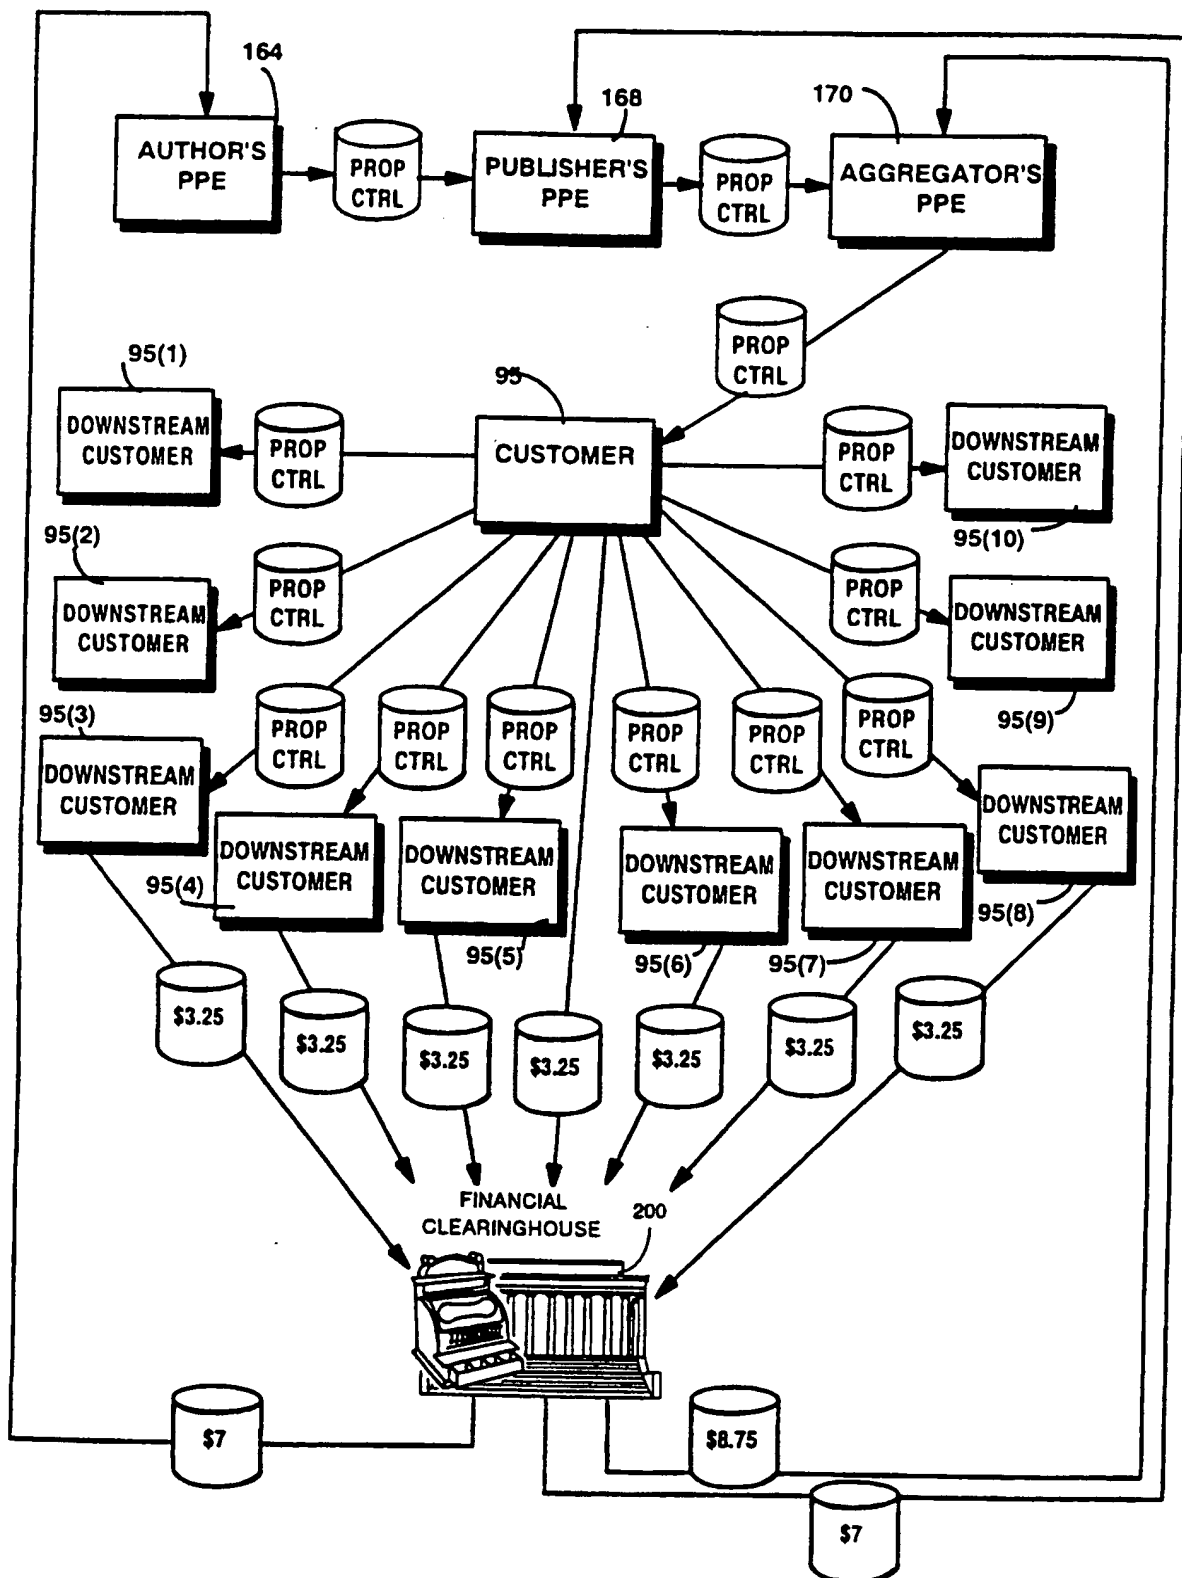 164
168
170
AUTHOR'S
PPE
PROP
CTRL
PUBLISHER'S
PPE
PROP
CTRL
AGGREGATOR'S
PPE
PROP
CTRL
95(1)
95
DOWNSTREAM
CUSTOMER
PROP
CTRL
CUSTOMER
PROP
CTRL
DOWNSTREAM
CUSTOMER
95(10)
95(2)
DOWNSTREAM
CUSTOMER
PROP
CTRL
PROP
CTRL
DOWNSTREAM
CUSTOMER
95(9)
95(3)
DOWNSTREAM
CUSTOMER
PROP
CTRL
PROP
CTRL
PROP
CTRL
PROP
CTRL
PROP
CTRL
PROP
CTRL
DOWNSTREAM
CUSTOMER
95(8)
DOWNSTREAM
CUSTOMER
95(4)
DOWNSTREAM
CUSTOMER
95(5)
DOWNSTREAM
CUSTOMER
95(6)
DOWNSTREAM
CUSTOMER
95(7)
$3.25
$3.25
$3.25
$3.25
$3.25
$3.25
$3.25
FINANCIAL
CLEARINGHOUSE
200
$7
$8.75
$7